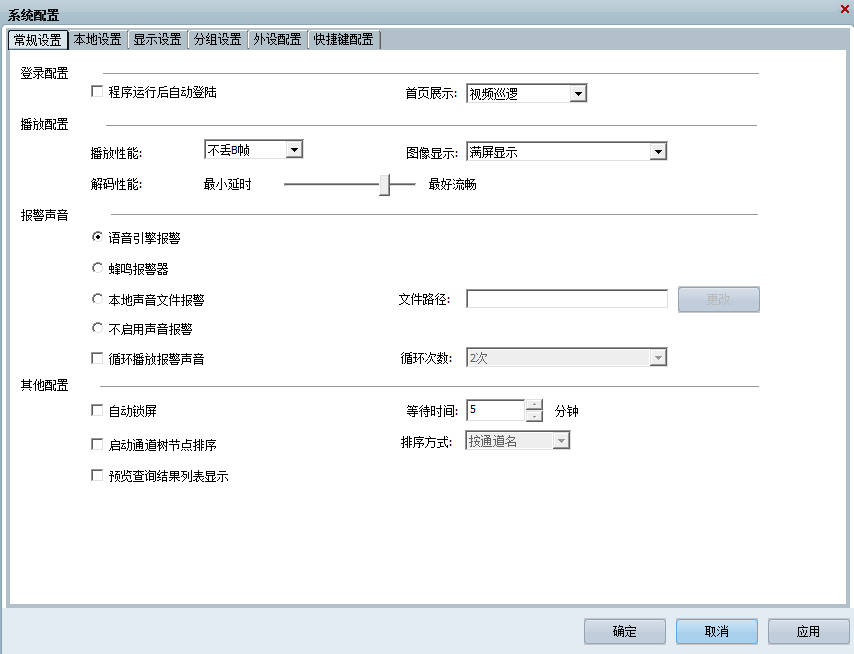 系统配置
常规设置 本地设置 显示设置 分组设置 外设配置 快捷键配置
登录配置
程序运行后自动登陆 首页展示: 视频巡逻
播放配置
播放性能: 不丢B帧 图像显示: 满屏显示
解码性能: 最小延时 最好流畅
报警声音
语音引擎报警
蜂鸣报警器
本地声音文件报警 文件路径: 更改
不启用声音报警
循环播放报警声音 循环次数: 2次
其他配置
自动锁屏 等待时间: 5 分钟
启动通道树节点排序 排序方式: 按通道名
预览查询结果列表显示
确定 取消 应用